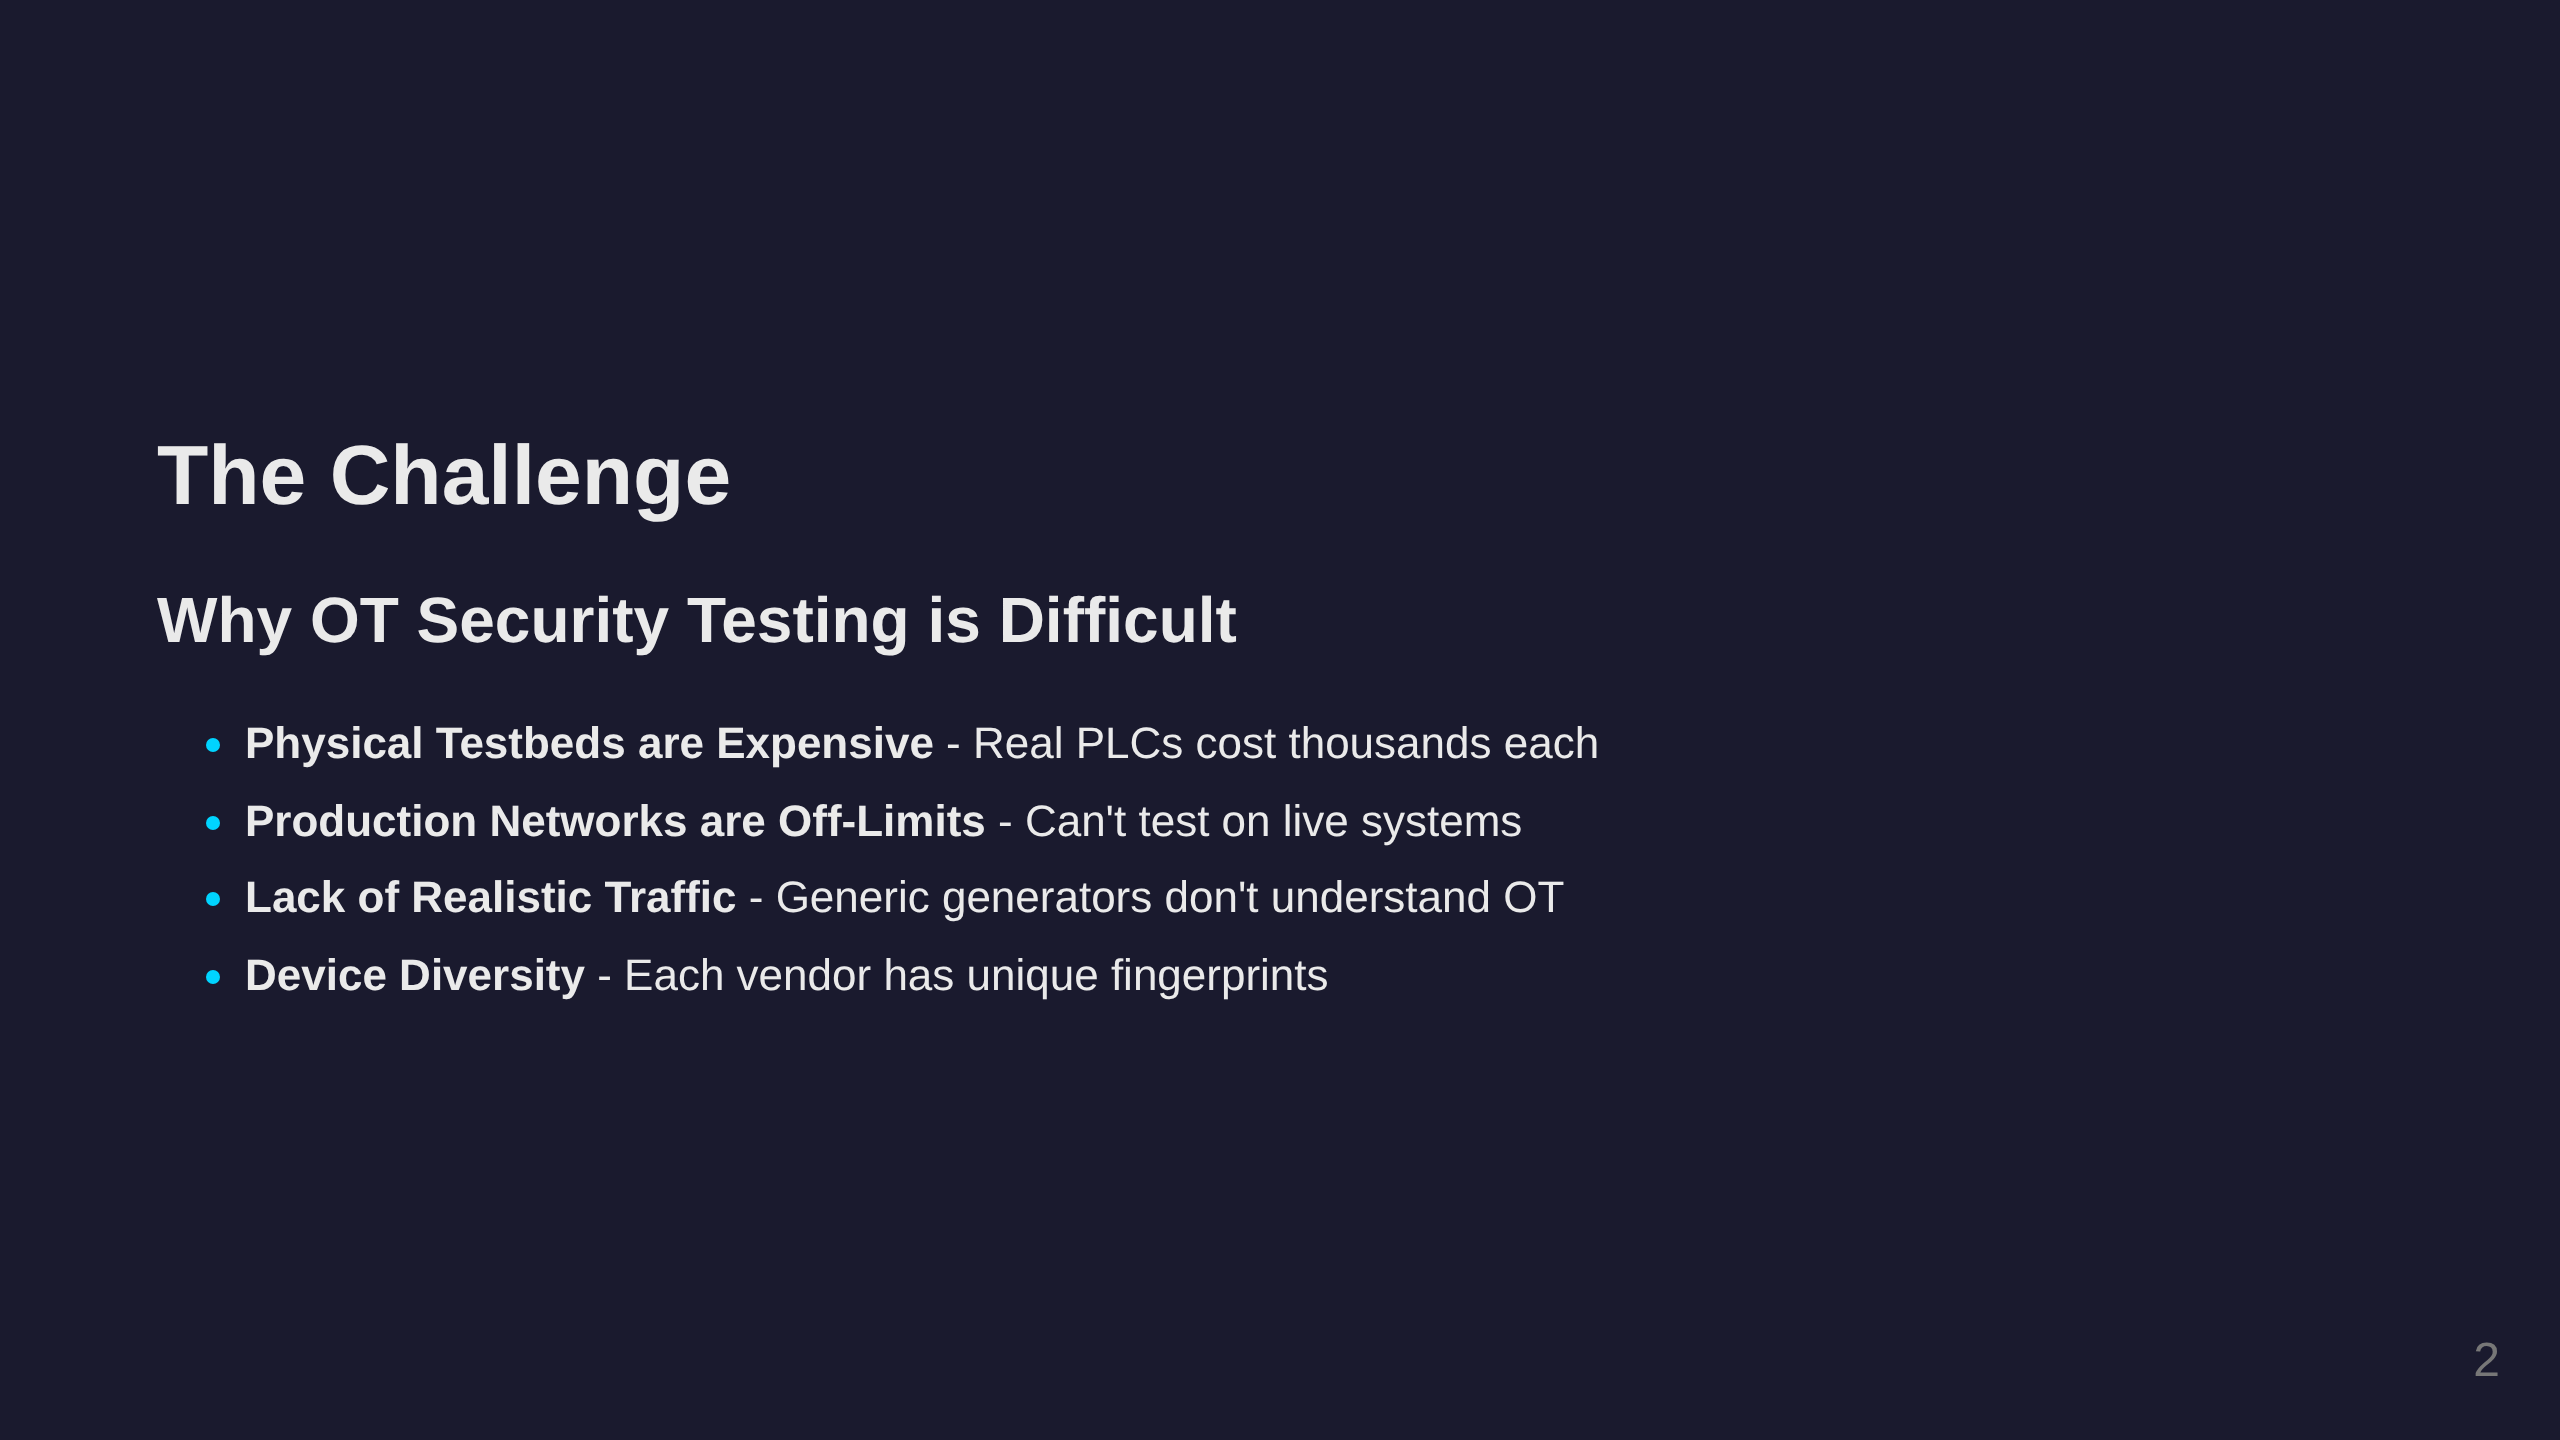 The Challenge
Why OT Security Testing is Difficult
Physical Testbeds are Expensive - Real PLCs cost thousands each
Production Networks are Off-Limits - Can't test on live systems
Lack of Realistic Traffic - Generic generators don't understand OT
Device Diversity - Each vendor has unique fingerprints
2